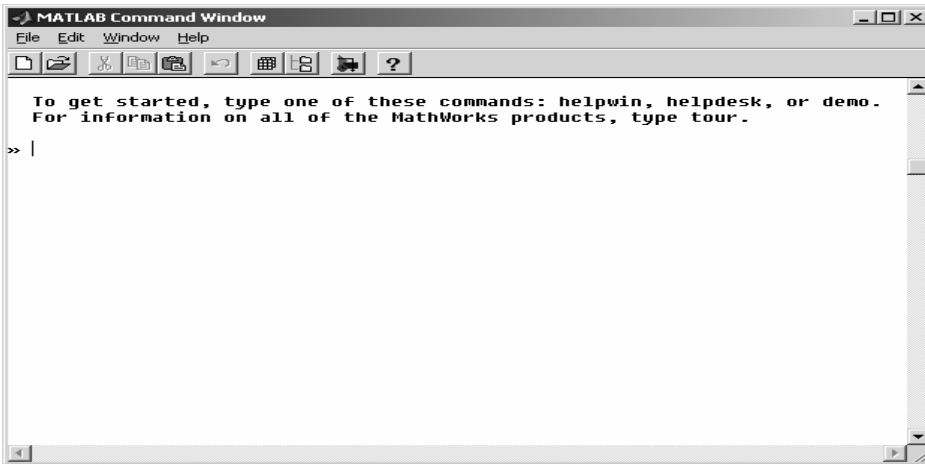 MATLAB Command Window
File Edit Window Help
?
To get started, type one of these commands: helpwin, helpdesk, or demo.
For information on all of the MathWorks products, type tour.
»